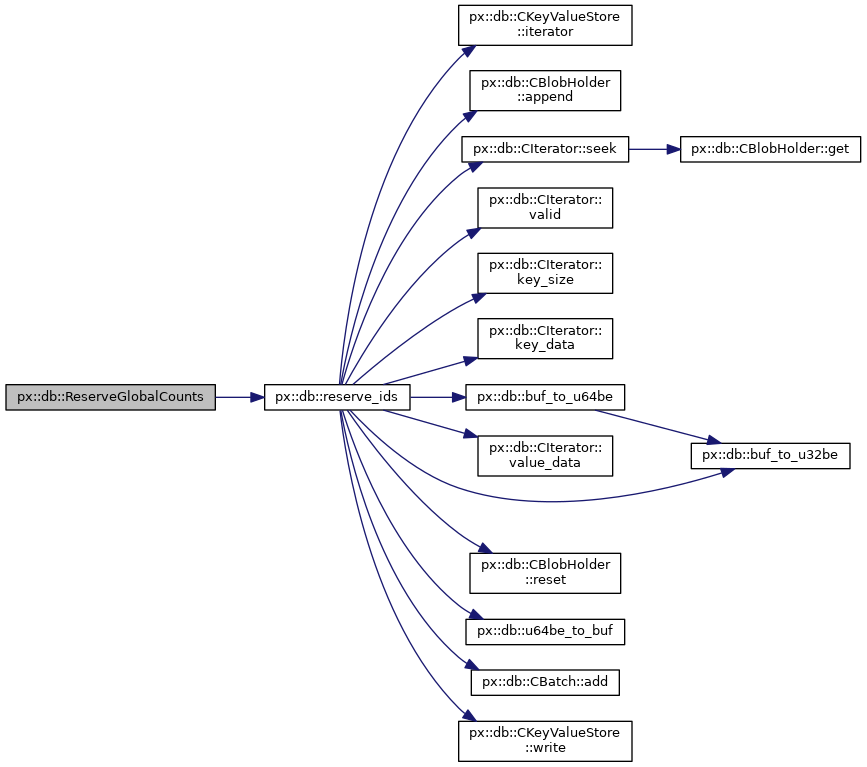 px::db::CKeyValueStore
::iterator
px::db::CBlobHolder
::append
px::db::CIterator::seek
px::db::CBlobHolder::get
px::db::CIterator::
valid
px::db::CIterator::
key_size
px::db::CIterator::
key_data
px::db::ReserveGlobalCounts
px::db::reserve_ids
px::db::buf_to_u64be
px::db::CIterator::
value_data
px::db::buf_to_u32be
px::db::CBlobHolder
::reset
px::db::u64be_to_buf
px::db::CBatch::add
px::db::CKeyValueStore
::write